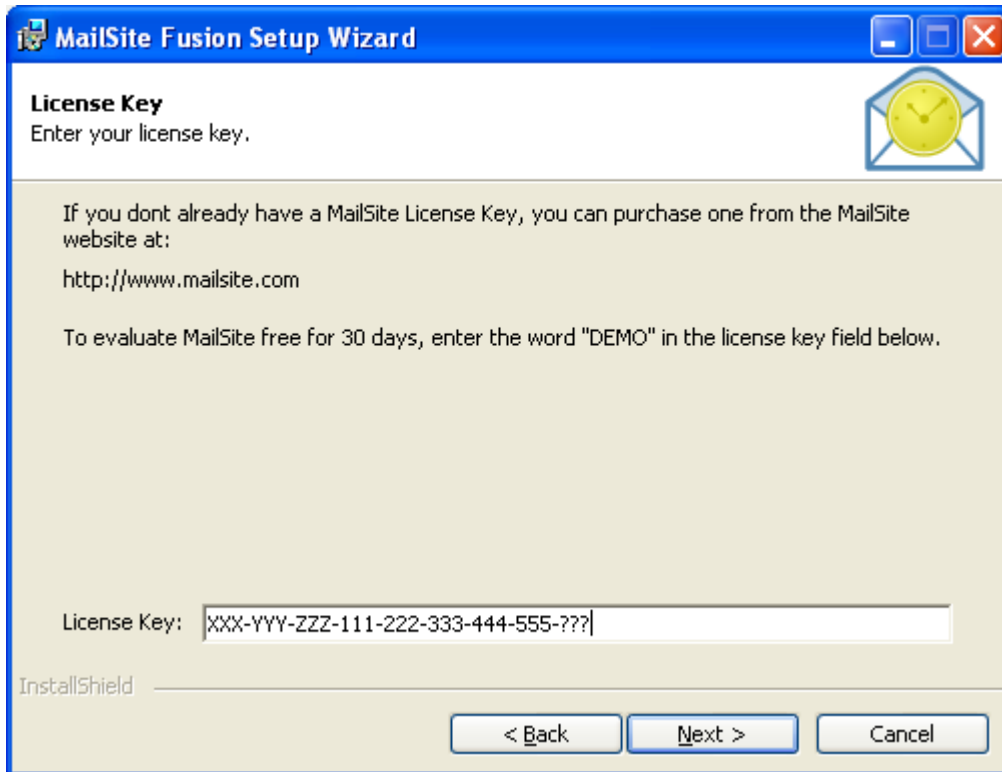 MailSite Fusion Setup Wizard
License Key
Enter your license key.
If you dont already have a MailSite License Key, you can purchase one from the MailSite
website at:
http://www.mailsite.com
To evaluate MailSite free for 30 days, enter the word "DEMO" in the license key field below.
License Key: XXX-YYY-ZZZ-111-222-333-444-555-???
InstallShield
< Back Next > Cancel